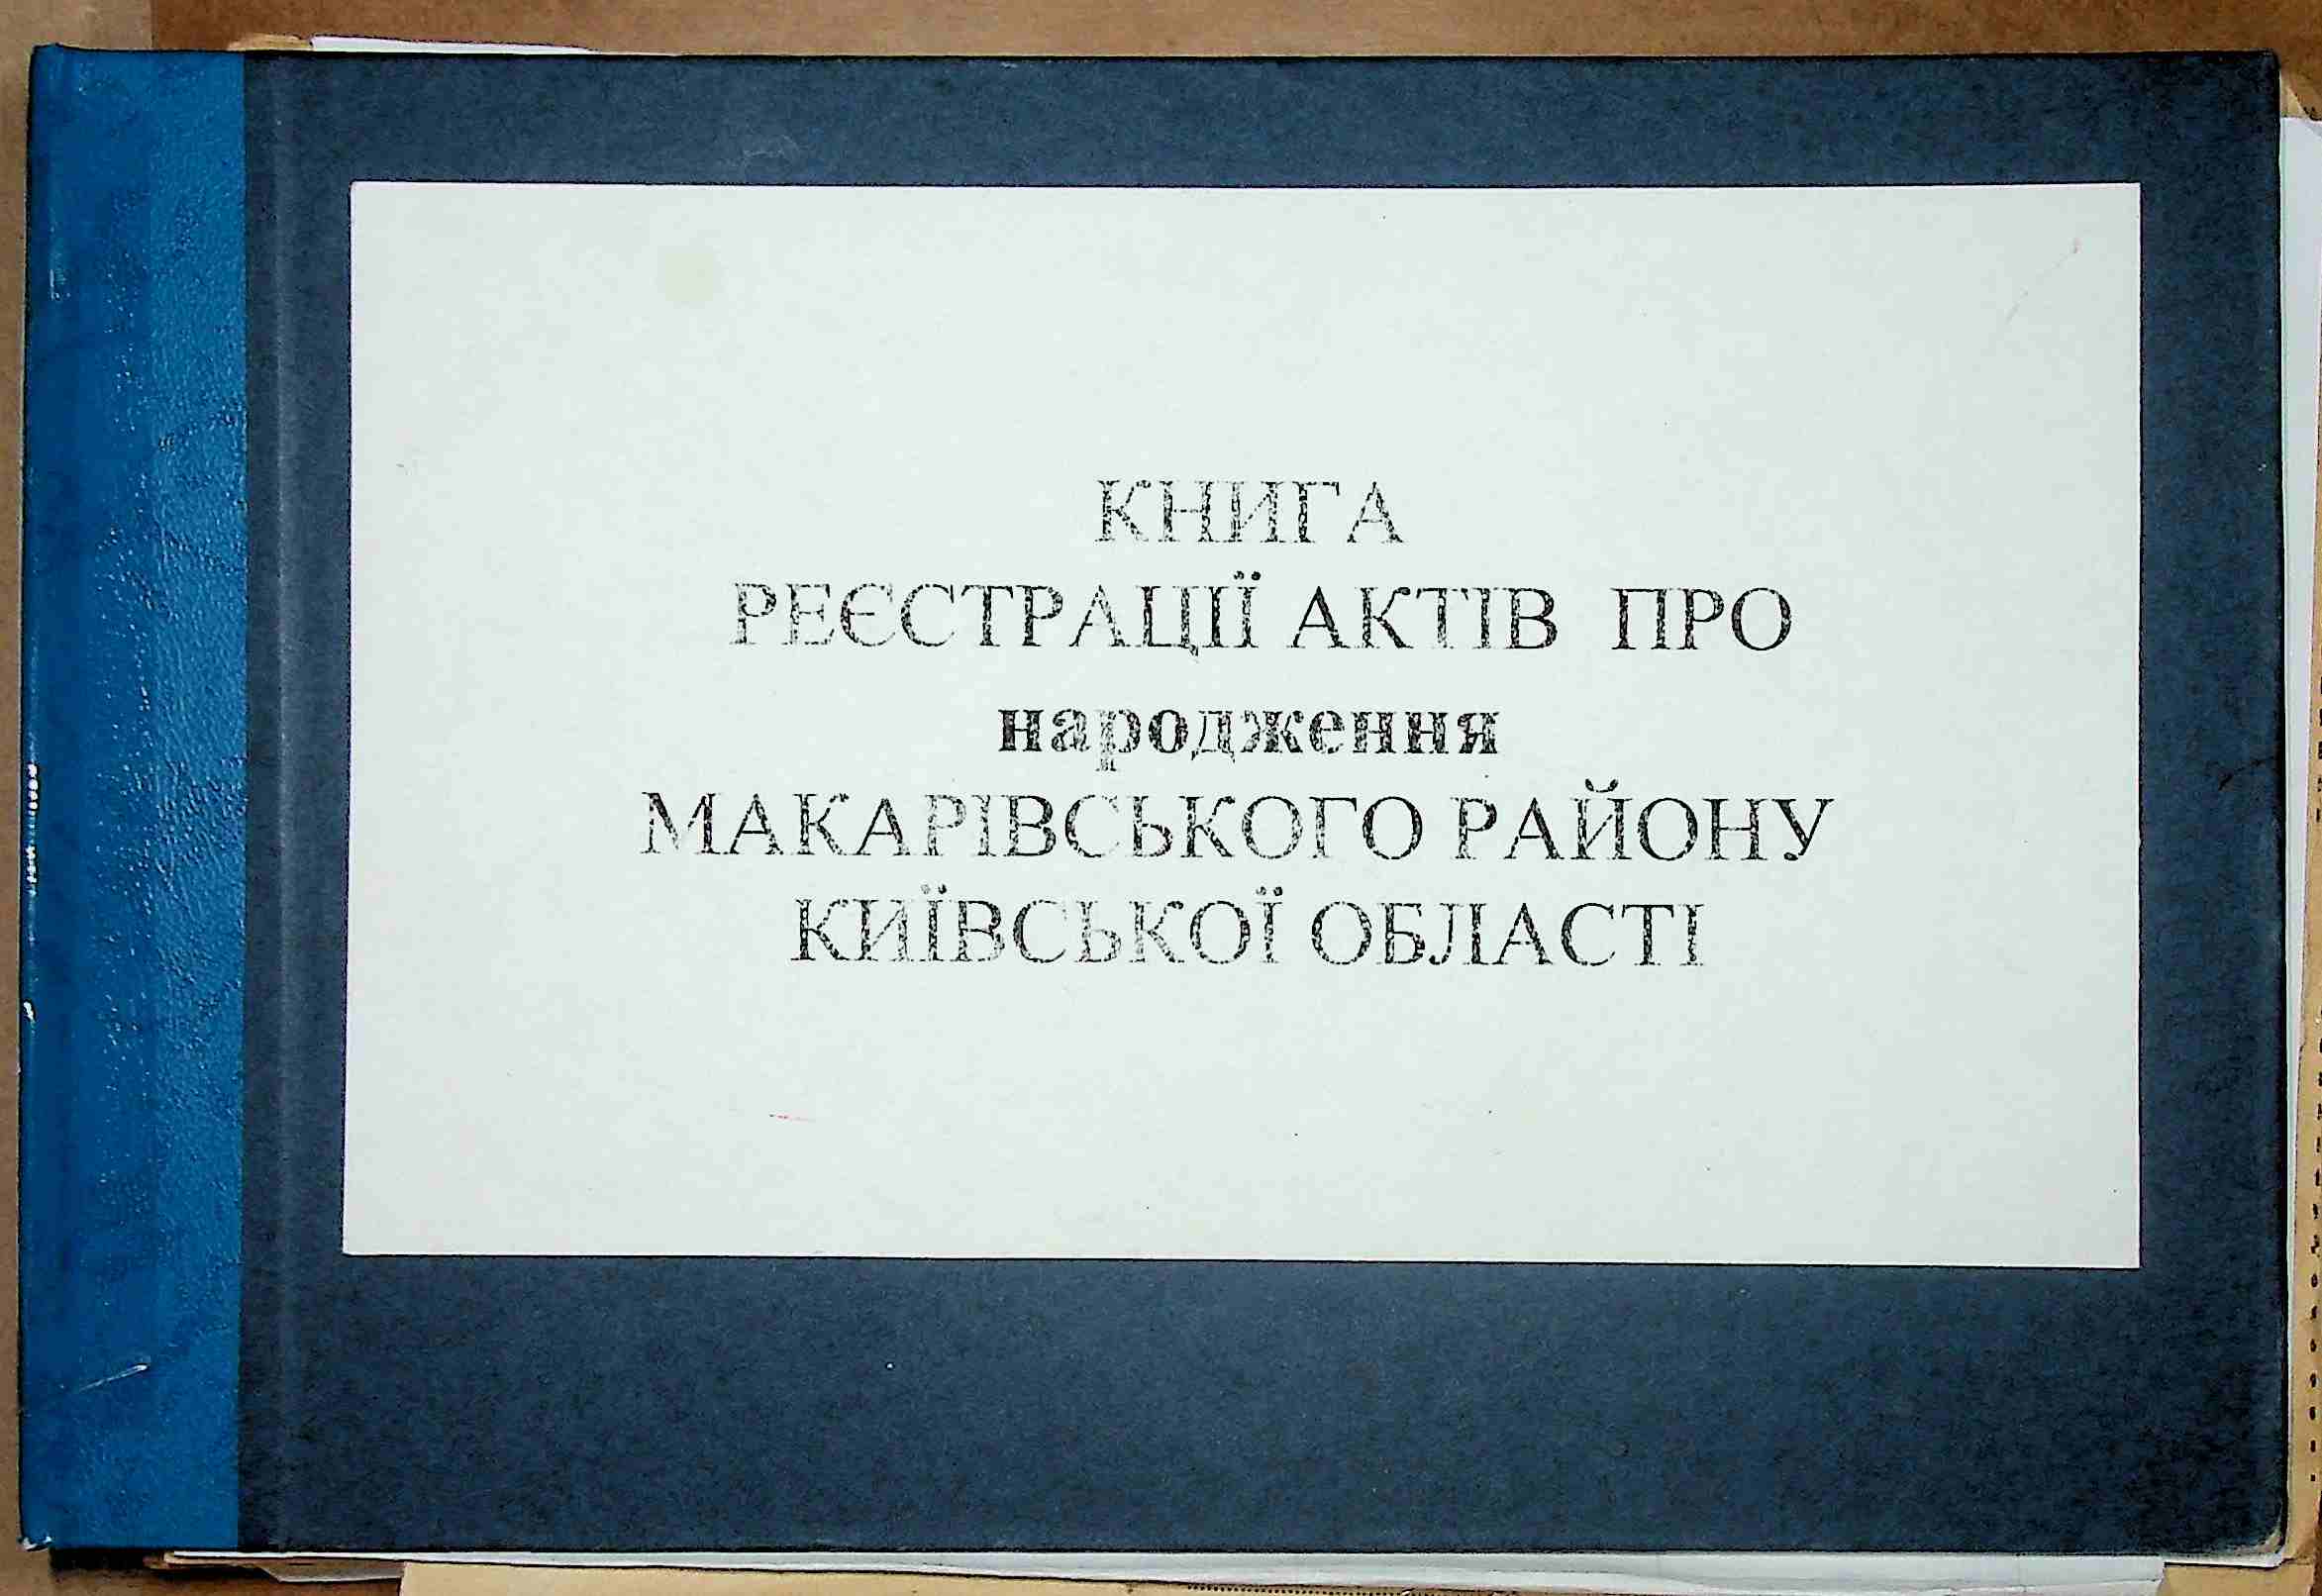 КНИГА
РЕЄСТРАЦІЇ АКТІВ ПРО
народження
МАКАРІВСЬКОГО РАЙОНУ
КИЇВСЬКОЇ ОБЛАСТІ